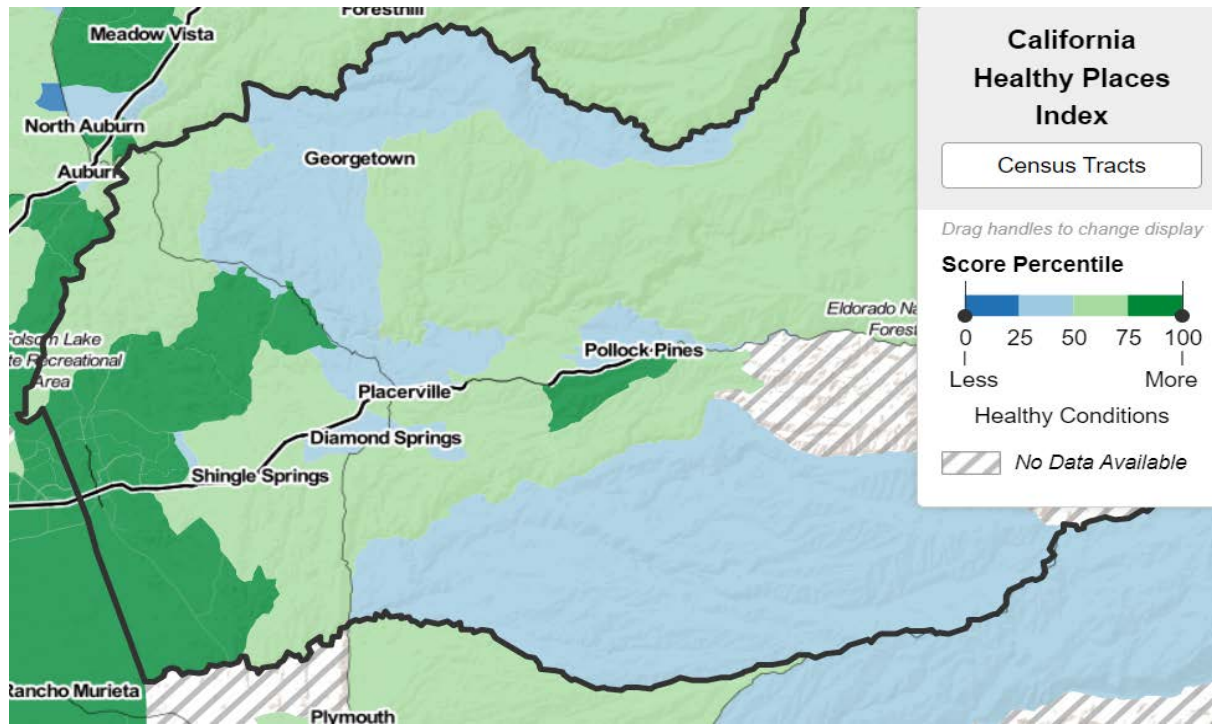 Foresthill
Meadow Vista
North Auburn
Auburn
Georgetown
Folsom Lake
te Recreational
Area
Pollock Pines
Eldorado Na
Forest
Placerville
Diamond Springs
Shingle Springs
Rancho Murieta
Plymouth
California
Healthy Places
Index
Census Tracts
Drag handles to change display
Score Percentile
0 25 50 75 100
Less More
Healthy Conditions
No Data Available